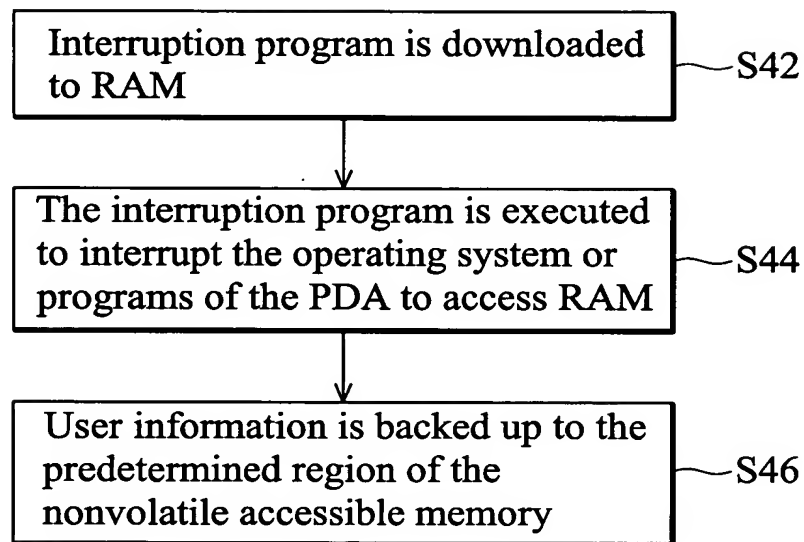 Interruption program is downloaded
to RAM
S42
The interruption program is executed
to interrupt the operating system or
programs of the PDA to access RAM
S44
User information is backed up to the
predetermined region of the
nonvolatile accessible memory
S46